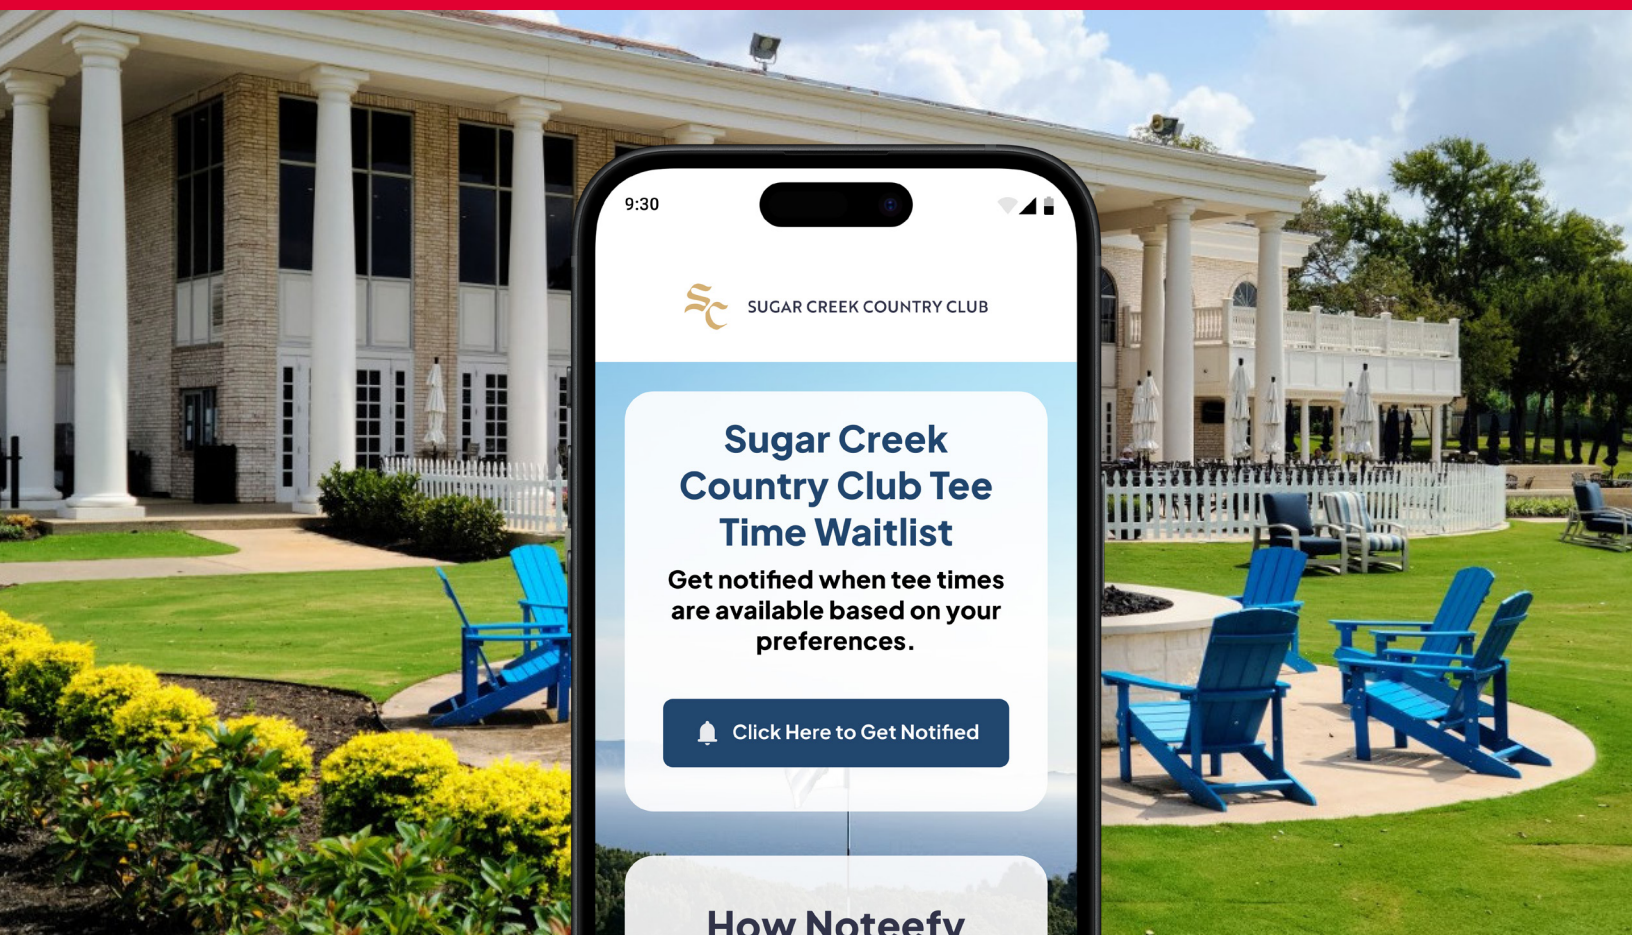 9:30
SC
SUGAR CREEK COUNTRY CLUB
Sugar Creek
Country Club Tee
Time Waitlist
Get notified when tee times
are available based on your
preferences.
Click Here to Get Notified
How Noteefy